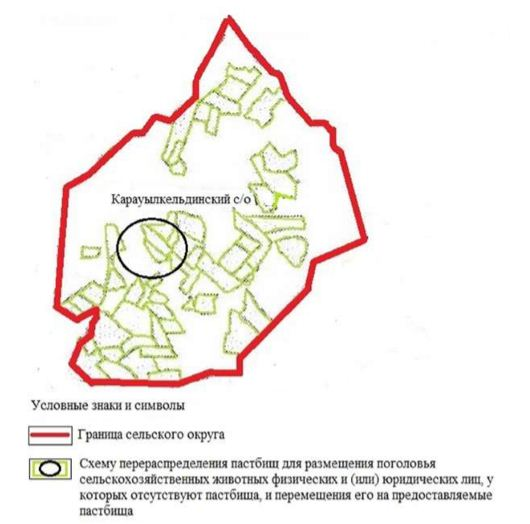 Карауылкельдинский с/о
Условные знаки и символы
Граница сельского округа
Схему перераспределения пастбищ для размещения поголовья
сельскохозяйственных животных физических и (или) юридических лиц, у
которых отсутствуют пастбища, и перемещения его на предоставляемые
пастбища